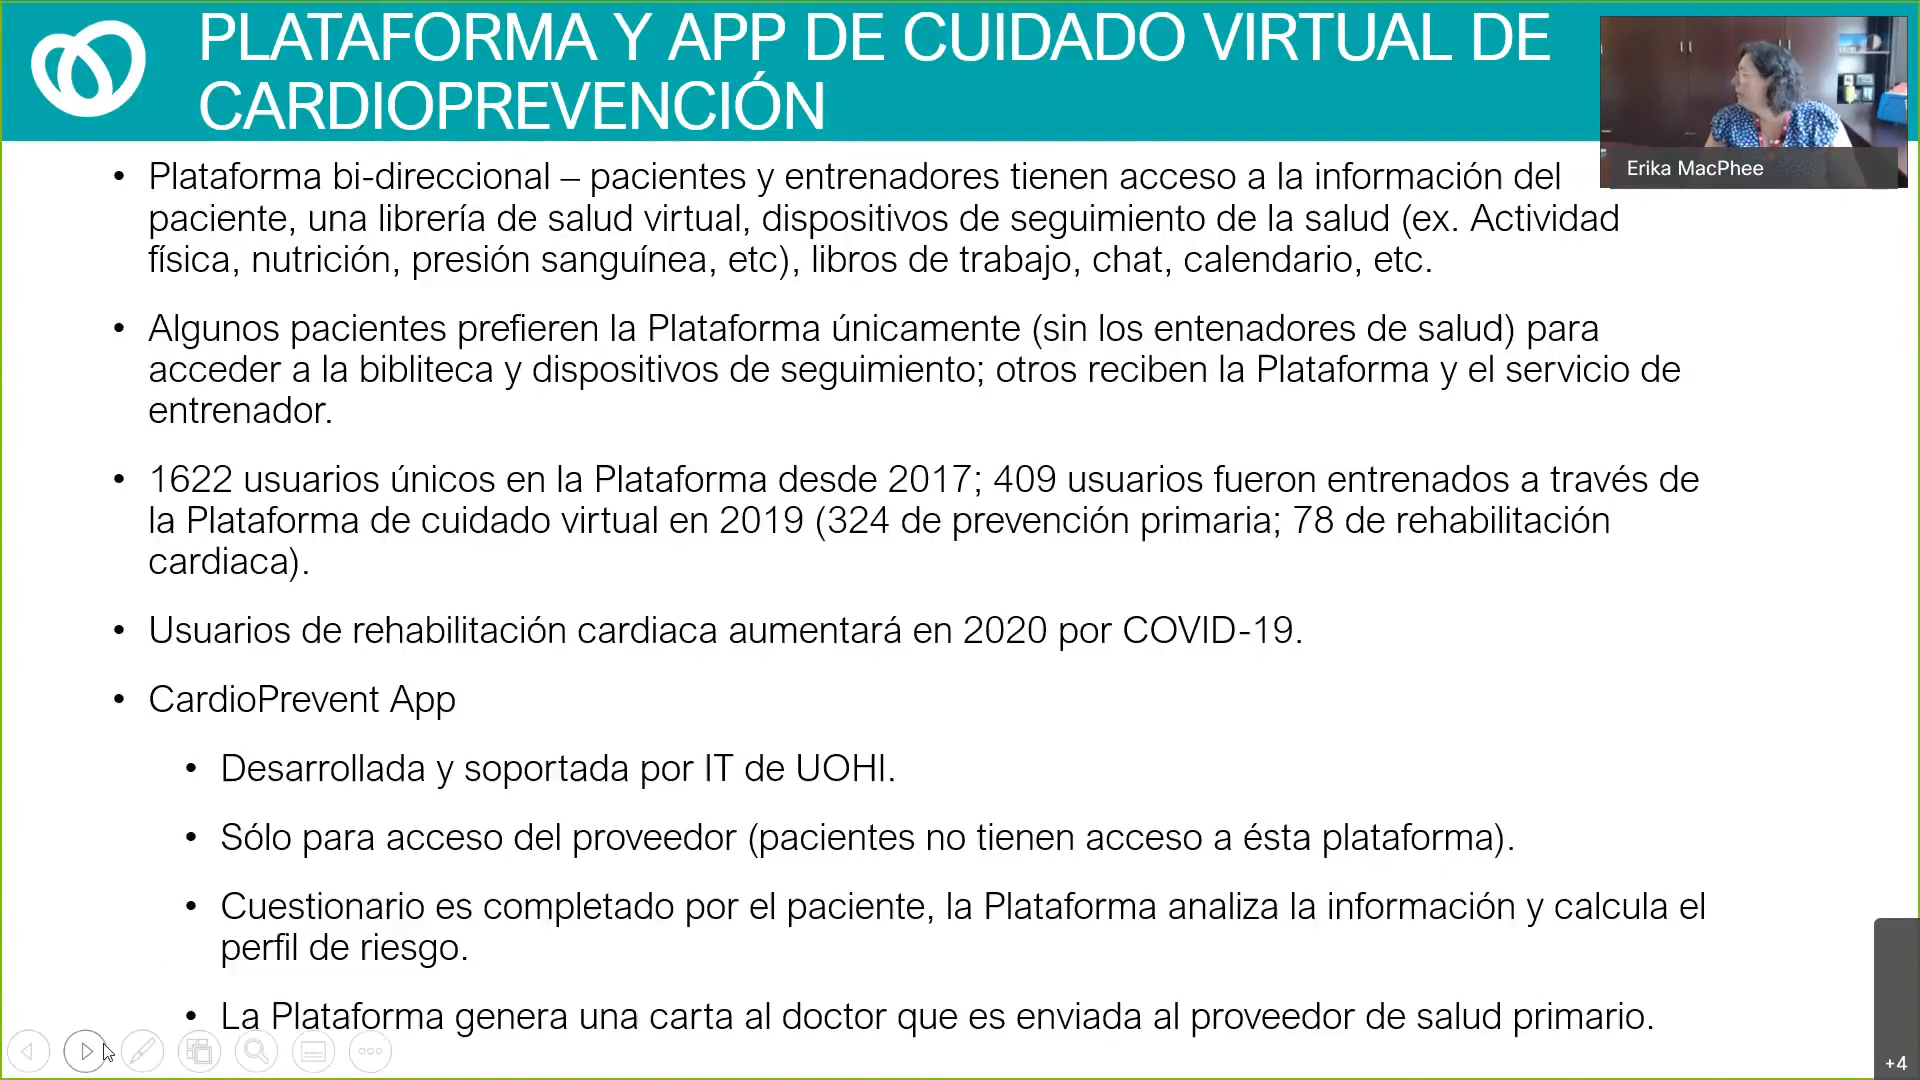 PLATAFORMA Y APP DE CUIDADO VIRTUAL DE
CARDIOPREVENCIÓN
Erika MacPhee
• Plataforma bi-direccional – pacientes y entrenadores tienen acceso a la información del
paciente, una librería de salud virtual, dispositivos de seguimiento de la salud (ex. Actividad
física, nutrición, presión sanguínea, etc), libros de trabajo, chat, calendario, etc.
• Algunos pacientes prefieren la Plataforma únicamente (sin los entenadores de salud) para
acceder a la bibliteca y dispositivos de seguimiento; otros reciben la Plataforma y el servicio de
entrenador.
• 1622 usuarios únicos en la Plataforma desde 2017; 409 usuarios fueron entrenados a través de
la Plataforma de cuidado virtual en 2019 (324 de prevención primaria; 78 de rehabilitación
cardiaca).
• Usuarios de rehabilitación cardiaca aumentará en 2020 por COVID-19.
• CardioPrevent App
• Desarrollada y soportada por IT de UOHI.
• Sólo para acceso del proveedor (pacientes no tienen acceso a ésta plataforma).
• Cuestionario es completado por el paciente, la Plataforma analiza la información y calcula el
perfil de riesgo.
• La Plataforma genera una carta al doctor que es enviada al proveedor de salud primario.
+4